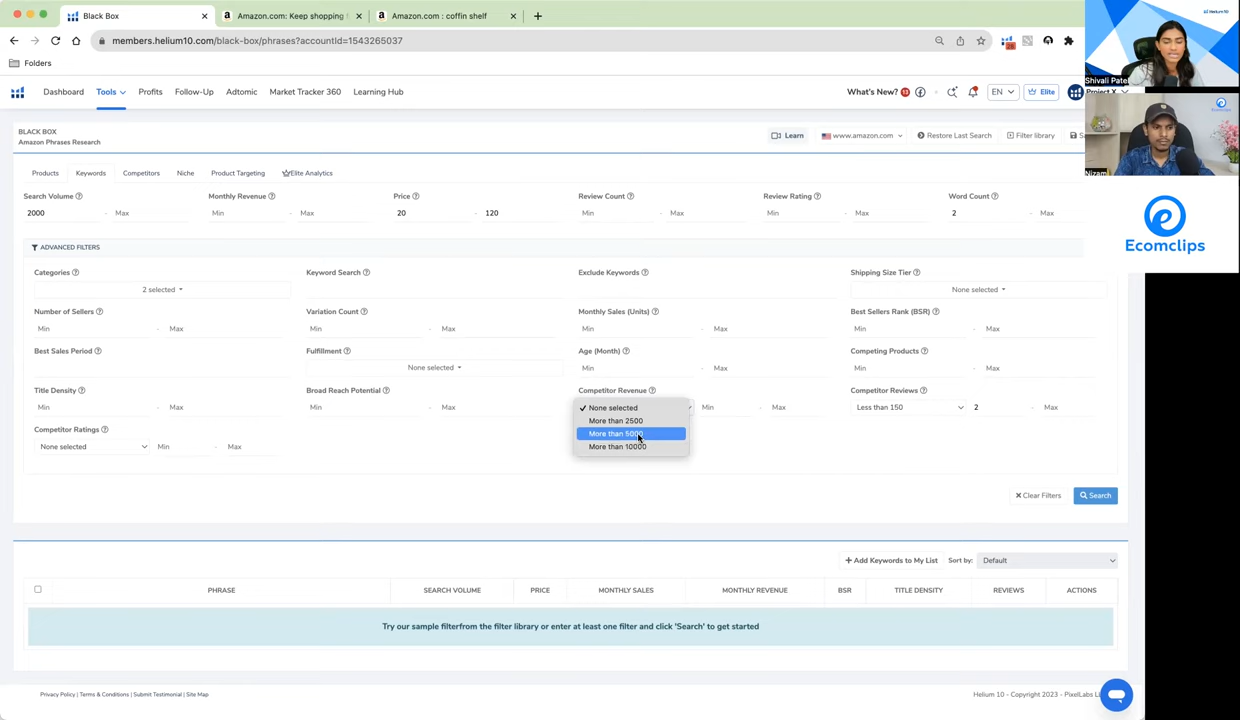 Black Box
Amazon.com: Keep shopping f
Amazon.com : coffin shelf
members.helium10.com/black-box/phrases?accountId=1543265037
Folders
Helium 10
Shivali Patel
Project X
Nizam
Ecomclips
Dashboard Tools Profits Follow-Up Adtomic Market Tracker 360 Learning Hub What's New? 13 EN Elite
BLACK BOX
Amazon Phrases Research
Learn www.amazon.com Restore Last Search Filter library Sa
Products Keywords Competitors Niche Product Targeting Elite Analytics
Search Volume Monthly Revenue Price Review Count Review Rating Word Count
2000 - Max Min - Max 20 - 120 Min - Max Min - Max 2 - Max
ADVANCED FILTERS
Categories Keyword Search Exclude Keywords Shipping Size Tier
2 selected None selected
Number of Sellers Variation Count Monthly Sales (Units) Best Sellers Rank (BSR)
Min - Max Min - Max Min - Max Min - Max
Best Sales Period Fulfillment Age (Month) Competing Products
None selected Min - Max Min - Max
Title Density Broad Reach Potential Competitor Revenue Competitor Reviews
Min - Max Min - Max None selected Min - Max Less than 150 2 - Max
More than 2500
More than 5000
More than 10000
Competitor Ratings
None selected Min - Max
Clear Filters Search
+ Add Keywords to My List Sort by: Default
PHRASE SEARCH VOLUME PRICE MONTHLY SALES MONTHLY REVENUE BSR TITLE DENSITY REVIEWS ACTIONS
Try our sample filterfrom the filter library or enter at least one filter and click 'Search' to get started
Privacy Policy | Terms & Conditions | Submit Testimonial | Site Map
Helium 10 - Copyright 2023 - PixelLabs L